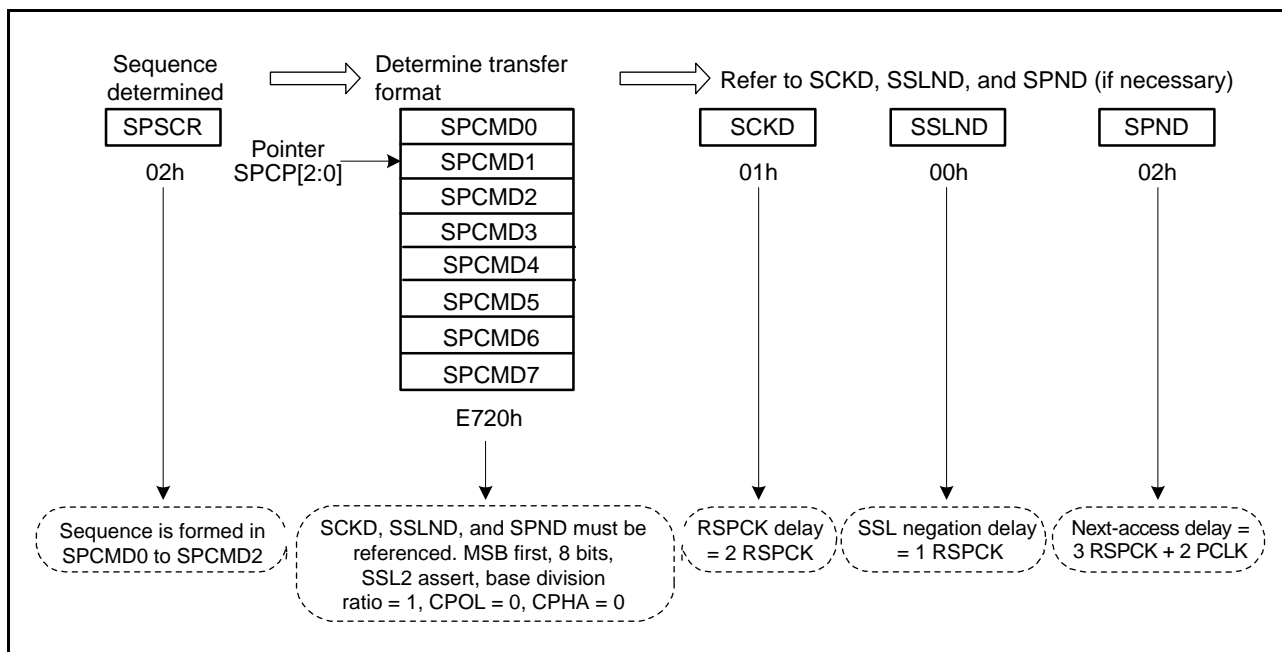 Sequence
determined
Determine transfer
format
Refer to SCKD, SSLND, and SPND (if necessary)
SPSCR
02h
Pointer
SPCP[2:0]
SPCMD0
SPCMD1
SPCMD2
SPCMD3
SPCMD4
SPCMD5
SPCMD6
SPCMD7
E720h
SCKD
01h
SSLND
00h
SPND
02h
Sequence is formed in
SPCMD0 to SPCMD2
SCKD, SSLND, and SPND must be
referenced. MSB first, 8 bits,
SSL2 assert, base division
ratio = 1, CPOL = 0, CPHA = 0
RSPCK delay
= 2 RSPCK
SSL negation delay
= 1 RSPCK
Next-access delay =
3 RSPCK + 2 PCLK